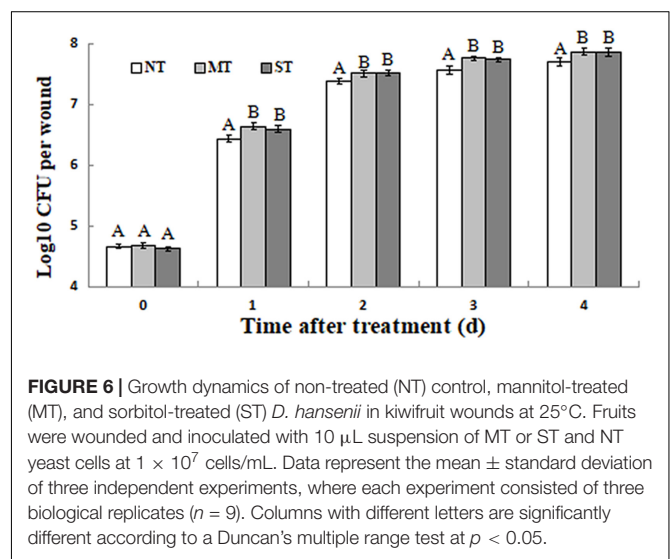 8
7
6
5
4
Log10 CFU per wound
NT MT ST
A A A
A B B
A B B
A B B
A B B
0 1 2 3 4
Time after treatment (d)
FIGURE 6 | Growth dynamics of non-treated (NT) control, mannitol-treated
(MT), and sorbitol-treated (ST) D. hansenii in kiwifruit wounds at 25°C. Fruits
were wounded and inoculated with 10 μL suspension of MT or ST and NT
yeast cells at 1 × 10⁷ cells/mL. Data represent the mean ± standard deviation
of three independent experiments, where each experiment consisted of three
biological replicates (n = 9). Columns with different letters are significantly
different according to a Duncan's multiple range test at p < 0.05.